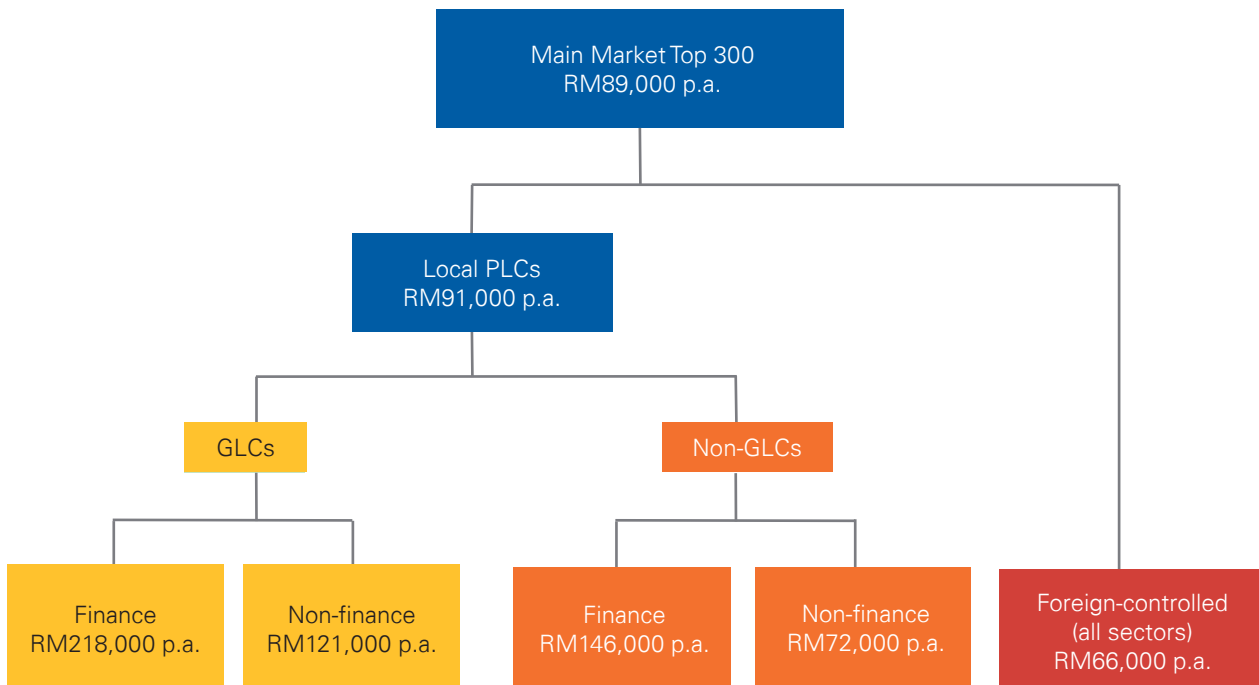 Main Market Top 300
RM89,000 p.a.
Local PLCs
RM91,000 p.a.
GLCs
Non-GLCs
Finance
RM218,000 p.a.
Non-finance
RM121,000 p.a.
Finance
RM146,000 p.a.
Non-finance
RM72,000 p.a.
Foreign-controlled
(all sectors)
RM66,000 p.a.